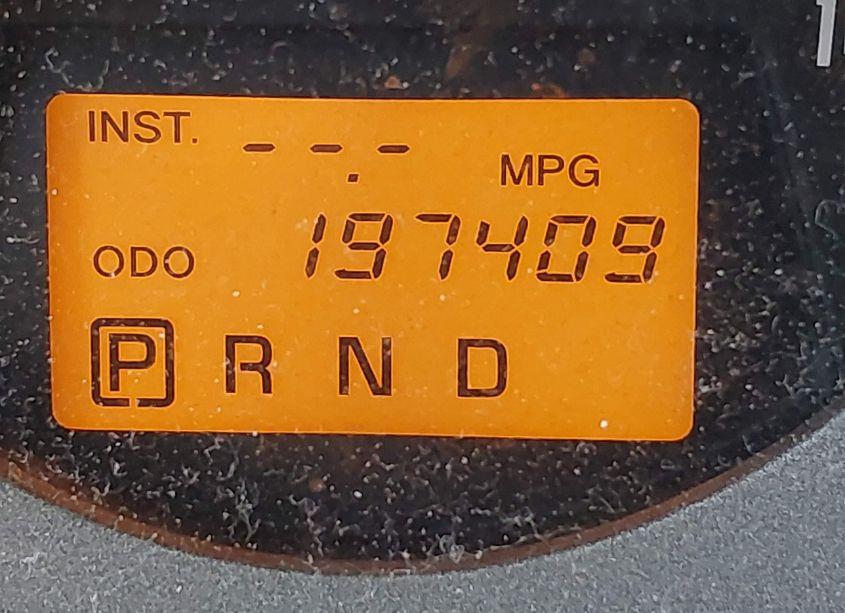 INST. - --.- MPG
ODO 197409
P R N D